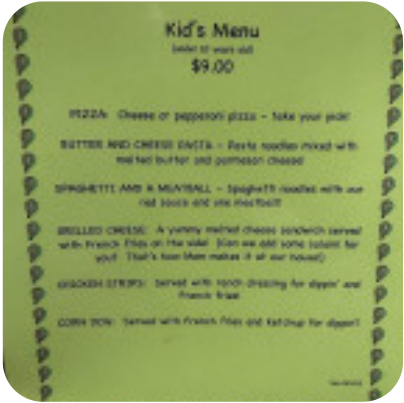 Kid's Menu
(under 10 years old)
$9.00
PIZZA: Cheese or pepperoni pizza - take your pick!
BUTTER AND CHEESE PASTA - Pasta noodles mixed with
melted butter and parmesan cheese!
SPAGHETTI AND A MEATBALL - Spaghetti noodles with our
red sauce and one meatball!
GRILLED CHEESE: A yummy melted cheese sandwich served
with French fries on the side! (Can we add some salami for
you? That's how Mom makes it at our house!)
CHICKEN STRIPS: Served with ranch dressing for dippin' and
French fries!
CORN DOG: Served with French fries and ketchup for dippin'!